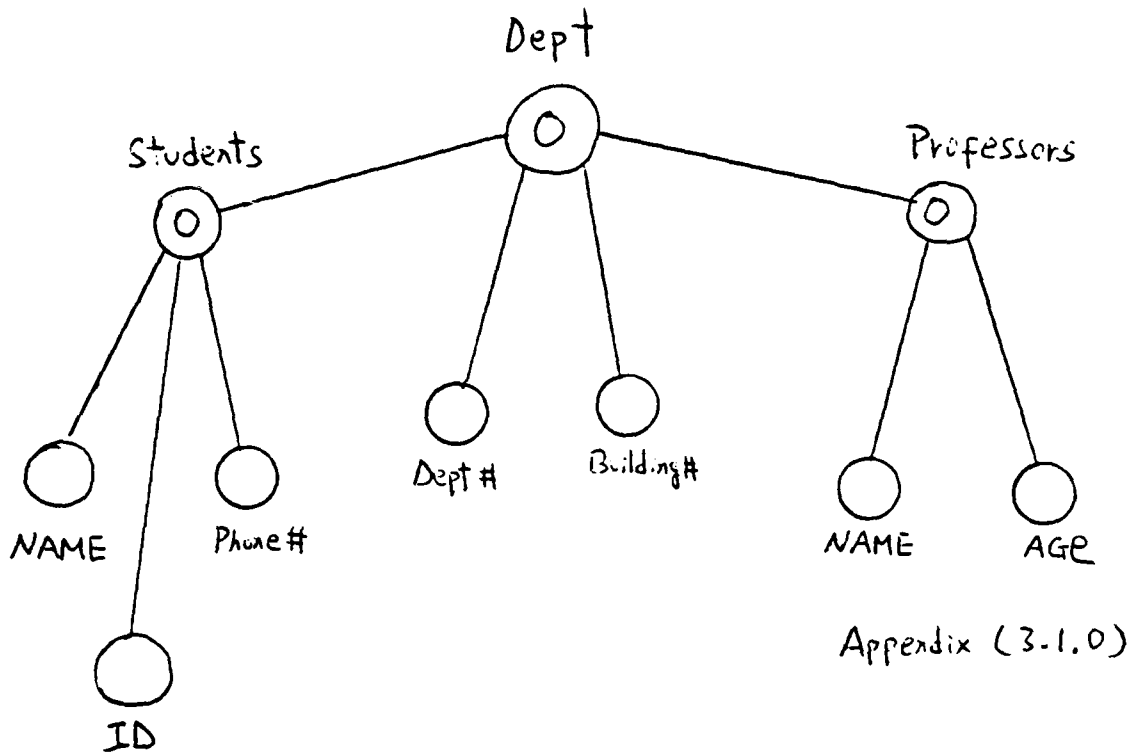 Dept
Students
Professors
Dept #
Building#
NAME
Phone #
NAME
AGe
ID
Appendix (3.1.0)